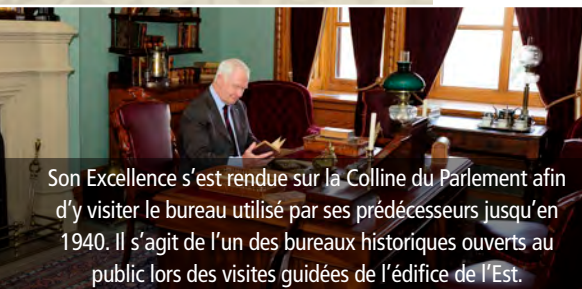 Son Excellence s’est rendue sur la Colline du Parlement afin
d’y visiter le bureau utilisé par ses prédécesseurs jusqu’en
1940. Il s’agit de l’un des bureaux historiques ouverts au
public lors des visites guidées de l’édifice de l’Est.